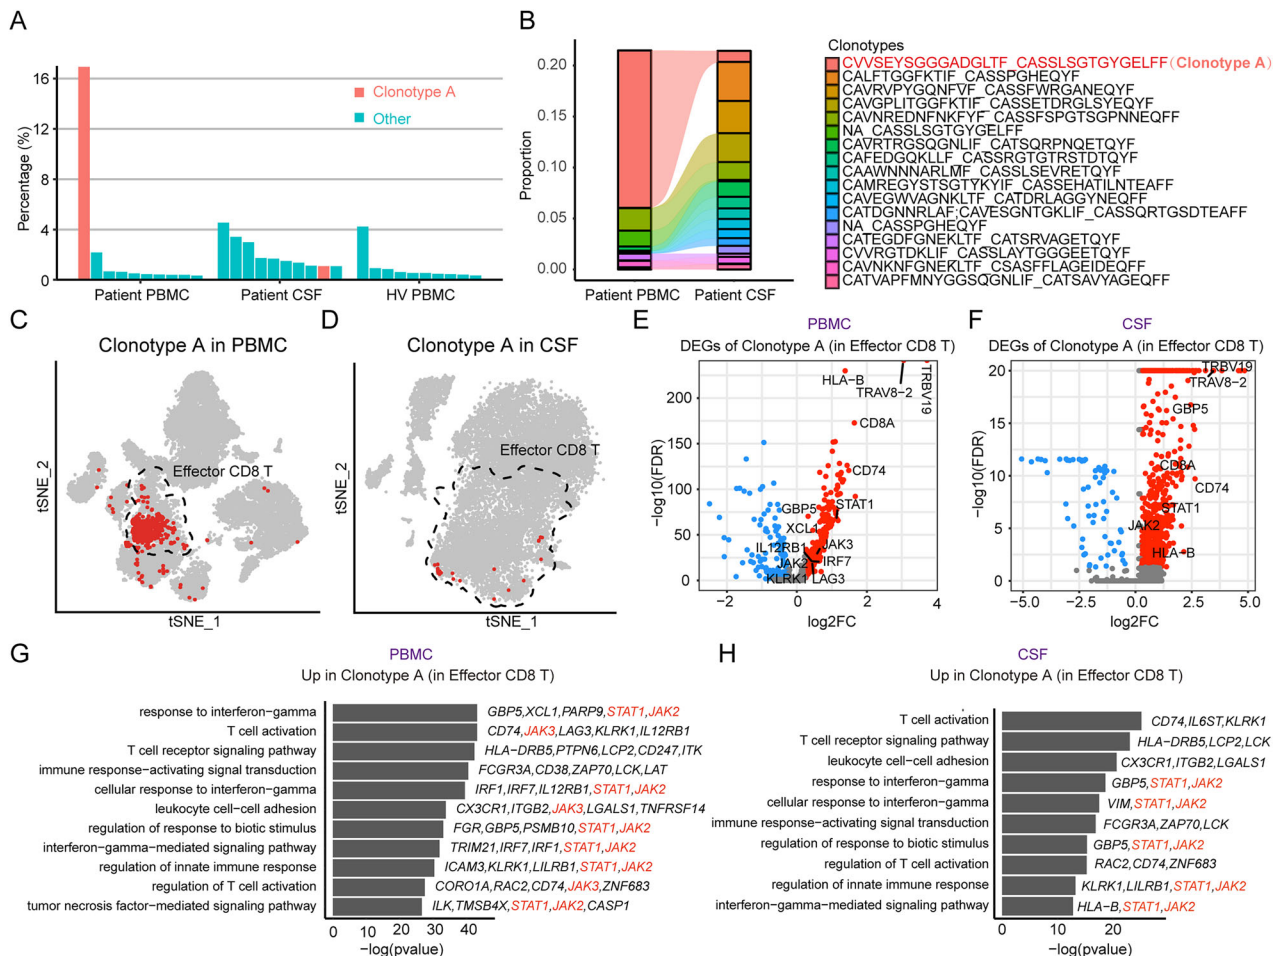 A
Percentage (%)
16
12
8
4
0
Clonotype A
Other
Patient PBMC
Patient CSF
HV PBMC
B
Proportion
0.20
0.15
0.10
0.05
0.00
Patient PBMC
Patient CSF
Clonotypes
CVVSEYSGGGADGLTF_CASSLSGTGYGELFF (Clonotype A)
CALFTGGFKTIF_CASSPGHEQYF
CAVRVPYGQNFVF_CASSFWRGANEQYF
CAVGPLITGGFKTIF_CASSETDRGLSYEQYF
CAVNREDNFNKFYF_CASSFSPGTSGPNNEQFF
NA_CASSLSGTGYGELFF
CAVRTRGSQGNLIF_CATSQRPNQETQYF
CAFEDGQKLLF_CASSRGTGTRSTDTQYF
CAAWNNNARLMF_CASSLSEVRETQYF
CAMREGYSTSGTYKYIF_CASSEHATILNTEAFF
CAVEGWVAGNKLTF_CATDRLAGGYNEQFF
CATDGNNRLAF;CAVESGNTGKLIF_CASSQRTGSDTEAFF
NA_CASSPGHEQYF
CATEGDFGNEKLTF_CATSRVAGETQYF
CVVRGTDKLIF_CASSLAYTGGGEETQYF
CAVNKNFGNEKLTF_CSASFFLAGEIDEQFF
CATVAPFMNYGGSQGNLIF_CATSAVYAGEQFF
C
Clonotype A in PBMC
Effector CD8 T
tSNE_2
tSNE_1
D
Clonotype A in CSF
Effector CD8 T
tSNE_2
tSNE_1
E
PBMC
DEGs of Clonotype A (in Effector CD8 T)
−log10(FDR)
200
150
100
50
0
HLA−B
TRAV8−2
TRBV19
CD8A
CD74
GBP5
STAT1
XCL1
IL12RB1
JAK3
JAK2
IRF7
KLRK1
LAG3
−2
0
2
4
log2FC
F
CSF
DEGs of Clonotype A (in Effector CD8 T)
−log10(FDR)
20
15
10
5
0
TRBV19
TRAV8−2
GBP5
CD8A
CD74
STAT1
JAK2
HLA−B
−5.0
−2.5
0.0
2.5
5.0
log2FC
G
PBMC
Up in Clonotype A (in Effector CD8 T)
response to interferon−gamma GBP5,XCL1,PARP9,STAT1,JAK2
T cell activation CD74,JAK3,LAG3,KLRK1,IL12RB1
T cell receptor signaling pathway HLA−DRB5,PTPN6,LCP2,CD247,ITK
immune response−activating signal transduction FCGR3A,CD38,ZAP70,LCK,LAT
cellular response to interferon−gamma IRF1,IRF7,IL12RB1,STAT1,JAK2
leukocyte cell−cell adhesion CX3CR1,ITGB2,JAK3,LGALS1,TNFRSF14
regulation of response to biotic stimulus FGR,GBP5,PSMB10,STAT1,JAK2
interferon−gamma−mediated signaling pathway TRIM21,IRF7,IRF1,STAT1,JAK2
regulation of innate immune response ICAM3,KLRK1,LILRB1,STAT1,JAK2
regulation of T cell activation CORO1A,RAC2,CD74,JAK3,ZNF683
tumor necrosis factor−mediated signaling pathway ILK,TMSB4X,STAT1,JAK2,CASP1
0 10 20 30 40
−log(pvalue)
H
CSF
Up in Clonotype A (in Effector CD8 T)
T cell activation CD74,IL6ST,KLRK1
T cell receptor signaling pathway HLA−DRB5,LCP2,LCK
leukocyte cell−cell adhesion CX3CR1,ITGB2,LGALS1
response to interferon−gamma GBP5,STAT1,JAK2
cellular response to interferon−gamma VIM,STAT1,JAK2
immune response−activating signal transduction FCGR3A,ZAP70,LCK
regulation of response to biotic stimulus GBP5,STAT1,JAK2
regulation of T cell activation RAC2,CD74,ZNF683
regulation of innate immune response KLRK1,LILRB1,STAT1,JAK2
interferon−gamma−mediated signaling pathway HLA−B,STAT1,JAK2
0 10 20
−log(pvalue)